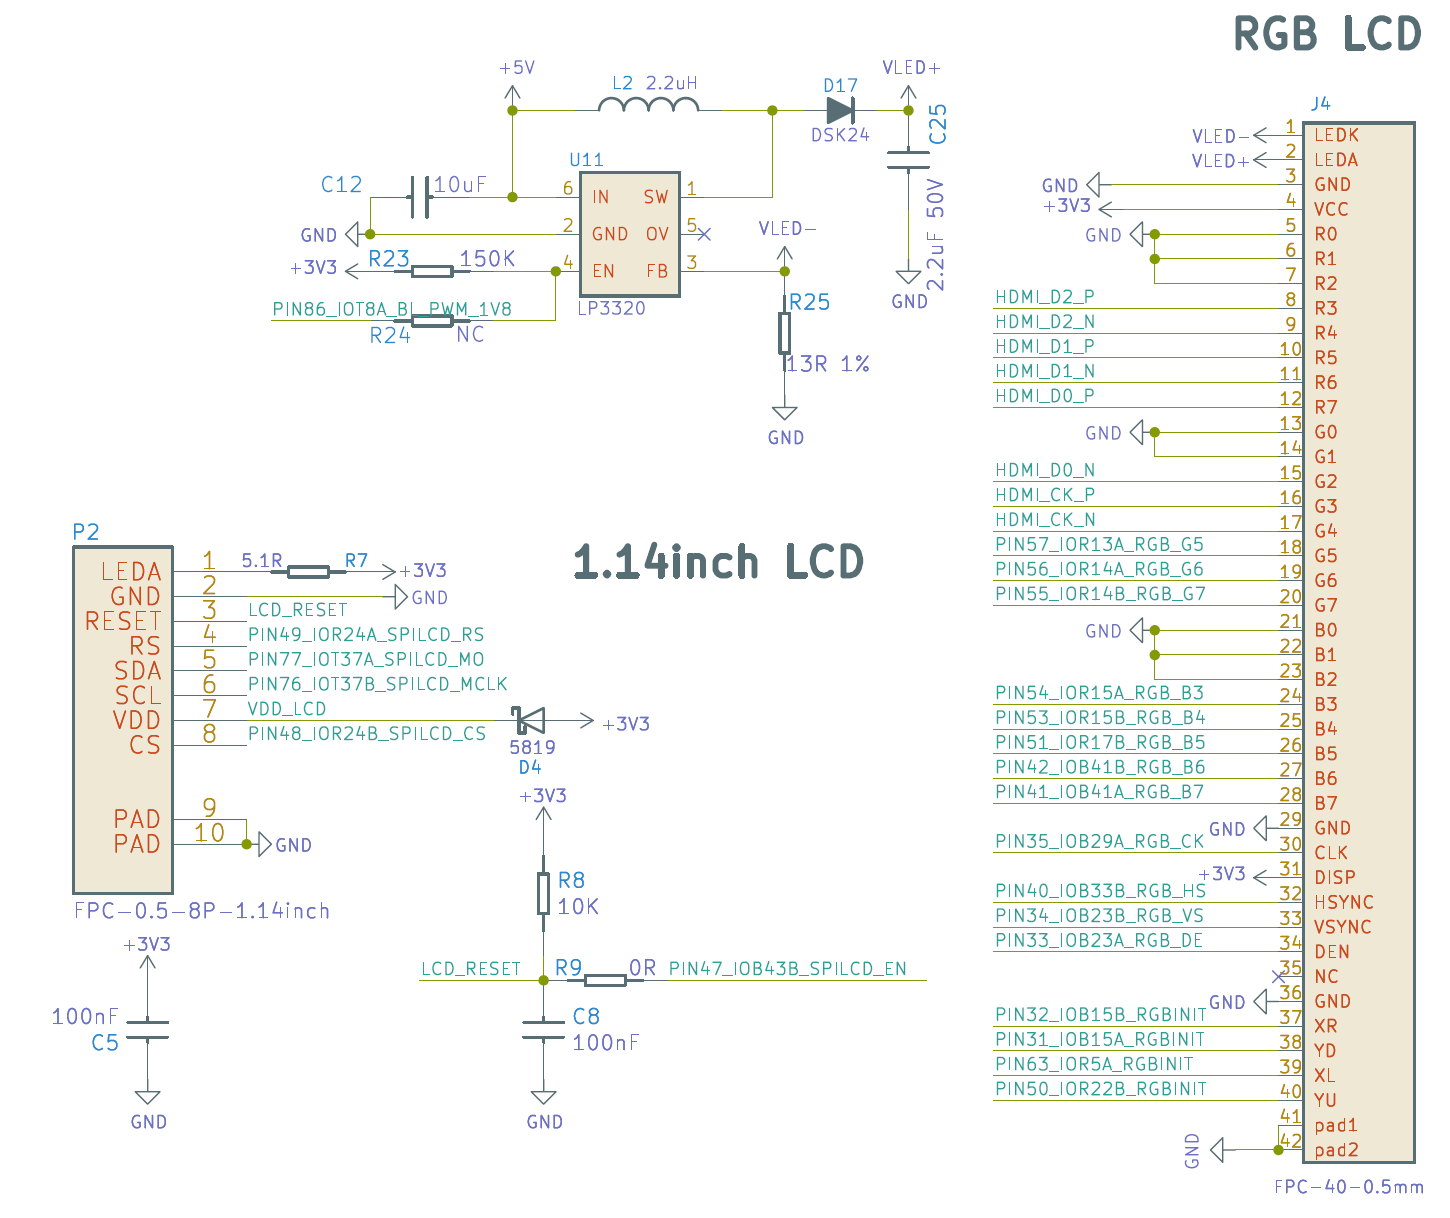 RGB LCD
+5V
L2 2.2uH
D17
DSK24
VLED+
C25
2.2uF 50V
GND
U11
C12
10uF
GND
6 IN
2 GND
4 EN
SW 1
OV 5
FB 3
LP3320
+3V3
R23
150K
PIN86_IOT8A_BL_PWM_1V8
R24
NC
VLED-
R25
13R 1%
GND
1.14inch LCD
P2
LEDA 1
GND 2
RESET 3
RS 4
SDA 5
SCL 6
VDD 7
CS 8
PAD 9
PAD 10
FPC-0.5-8P-1.14inch
5.1R
R7
+3V3
GND
LCD_RESET
PIN49_IOR24A_SPILCD_RS
PIN77_IOT37A_SPILCD_MO
PIN76_IOT37B_SPILCD_MCLK
VDD_LCD
PIN48_IOR24B_SPILCD_CS
+3V3
5819
D4
GND
+3V3
100nF
C5
GND
+3V3
R8
10K
LCD_RESET
R9
0R
PIN47_IOB43B_SPILCD_EN
C8
100nF
GND
J4
VLED- 1 LEDK
VLED+ 2 LEDA
GND 3 GND
+3V3 4 VCC
GND 5 R0
6 R1
7 R2
HDMI_D2_P 8 R3
HDMI_D2_N 9 R4
HDMI_D1_P 10 R5
HDMI_D1_N 11 R6
HDMI_D0_P 12 R7
GND 13 G0
14 G1
HDMI_D0_N 15 G2
HDMI_CK_P 16 G3
HDMI_CK_N 17 G4
PIN57_IOR13A_RGB_G5 18 G5
PIN56_IOR14A_RGB_G6 19 G6
PIN55_IOR14B_RGB_G7 20 G7
GND 21 B0
22 B1
23 B2
PIN54_IOR15A_RGB_B3 24 B3
PIN53_IOR15B_RGB_B4 25 B4
PIN51_IOR17B_RGB_B5 26 B5
PIN42_IOB41B_RGB_B6 27 B6
PIN41_IOB41A_RGB_B7 28 B7
GND 29 GND
PIN35_IOB29A_RGB_CK 30 CLK
+3V3 31 DISP
PIN40_IOB33B_RGB_HS 32 HSYNC
PIN34_IOB23B_RGB_VS 33 VSYNC
PIN33_IOB23A_RGB_DE 34 DEN
35 NC
GND 36 GND
PIN32_IOB15B_RGBINIT 37 XR
PIN31_IOB15A_RGBINIT 38 YD
PIN63_IOR5A_RGBINIT 39 XL
PIN50_IOR22B_RGBINIT 40 YU
41 pad1
GND 42 pad2
FPC-40-0.5mm